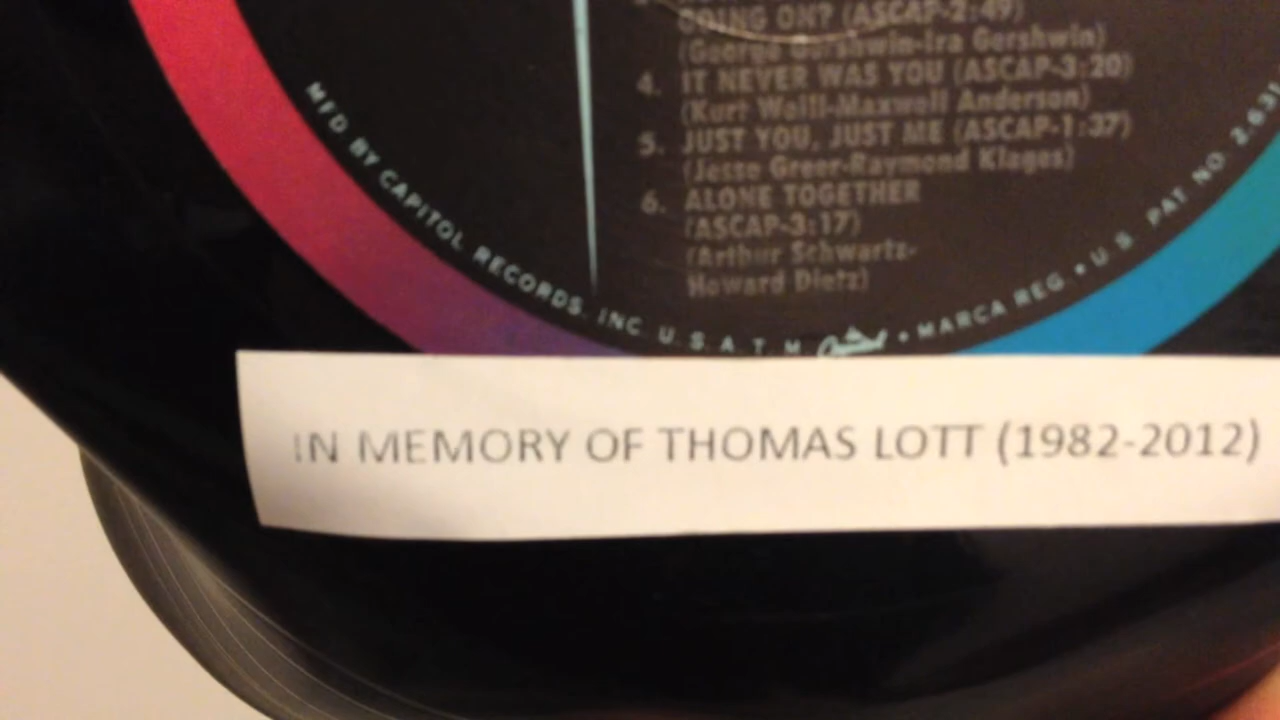 GOING ON? (ASCAP-2:49)
(George Gershwin-Ira Gershwin)
4. IT NEVER WAS YOU (ASCAP-3:20)
(Kurt Weill-Maxwell Anderson)
5. JUST YOU, JUST ME (ASCAP-1:37)
(Jesse Greer-Raymond Klages)
6. ALONE TOGETHER
(ASCAP-3:17)
(Arthur Schwartz-
Howard Dietz)
MFD. BY CAPITOL RECORDS, INC. U.S.A. T.M. Capitol • MARCA REG. • U.S. PAT. NO. 2.631
IN MEMORY OF THOMAS LOTT (1982-2012)